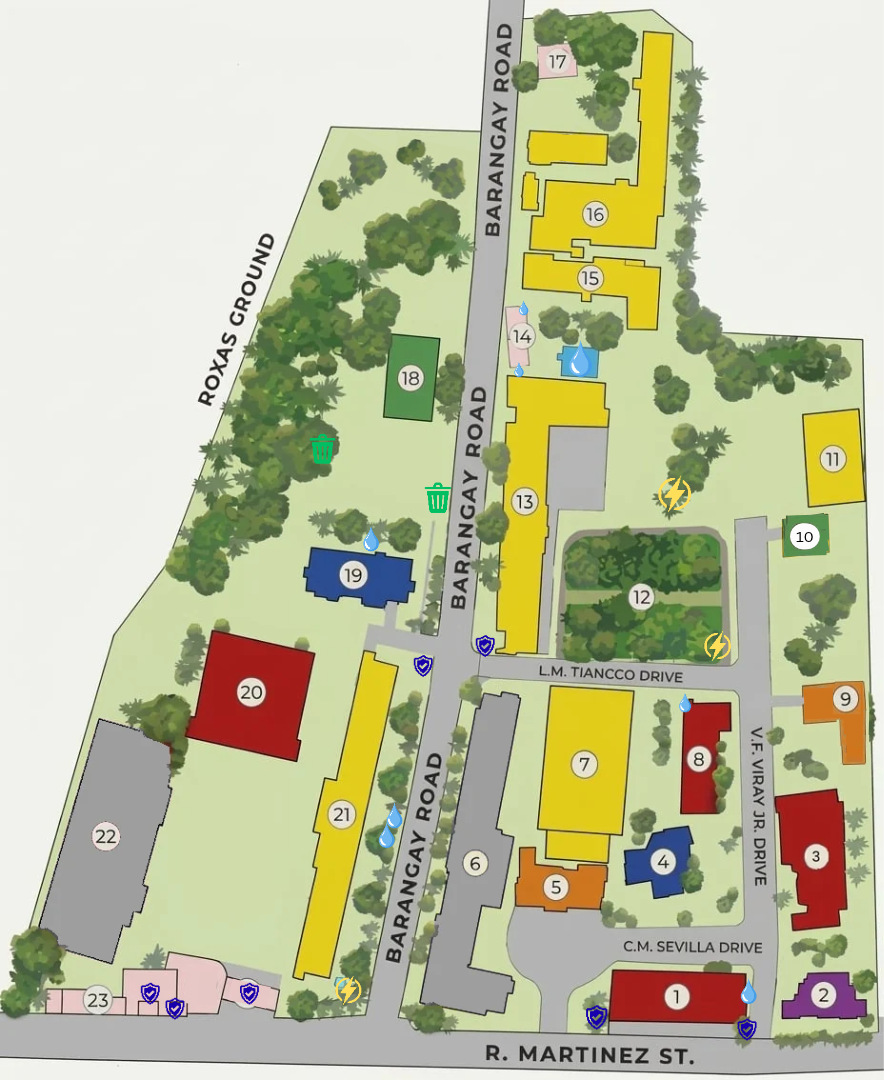 BARANGAY ROAD
17
16
15
ROXAS GROUND
14
18
BARANGAY ROAD
11
13
10
19
12
L.M. TIANCCO DRIVE
20
9
V.F. VIRAY JR. DRIVE
8
7
21
BARANGAY ROAD
22
6
4
3
5
C.M. SEVILLA DRIVE
23
1
2
R. MARTINEZ ST.